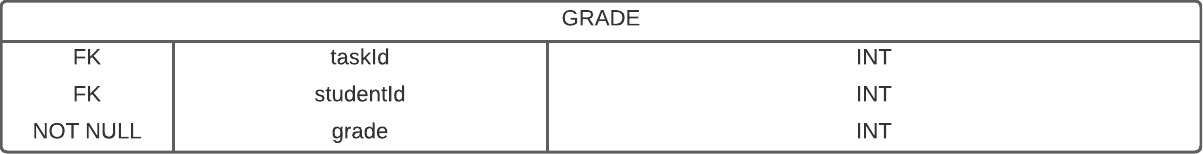 GRADE
FK taskId INT
FK studentId INT
NOT NULL grade INT